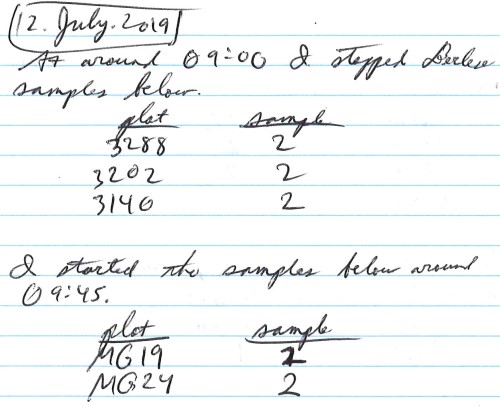 12. July. 2019
At around 09:00 I stopped Berlese
samples below.
plot sample
3288 2
3202 2
3140 2
I started the samples below around
09:45.
plot sample
MG19 2
MG24 2